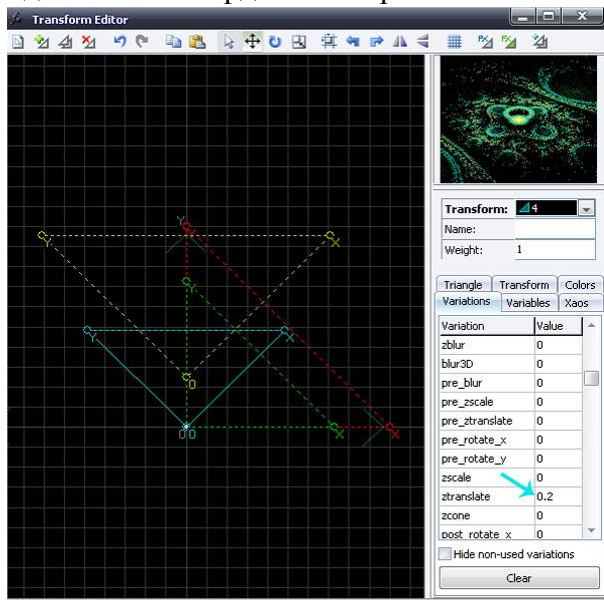 Transform Editor
Transform: 4
Name:
Weight: 1
Triangle Transform Colors
Variations Variables Xaos
Variation Value
zblur 0
blur3D 0
pre_blur 0
pre_zscale 0
pre_ztranslate 0
pre_rotate_x 0
pre_rotate_y 0
zscale 0
ztranslate 0.2
zcone 0
post_rotate_x 0
Hide non-used variations
Clear
Y
Y
X
Y
Y
X
O
O O
X
X